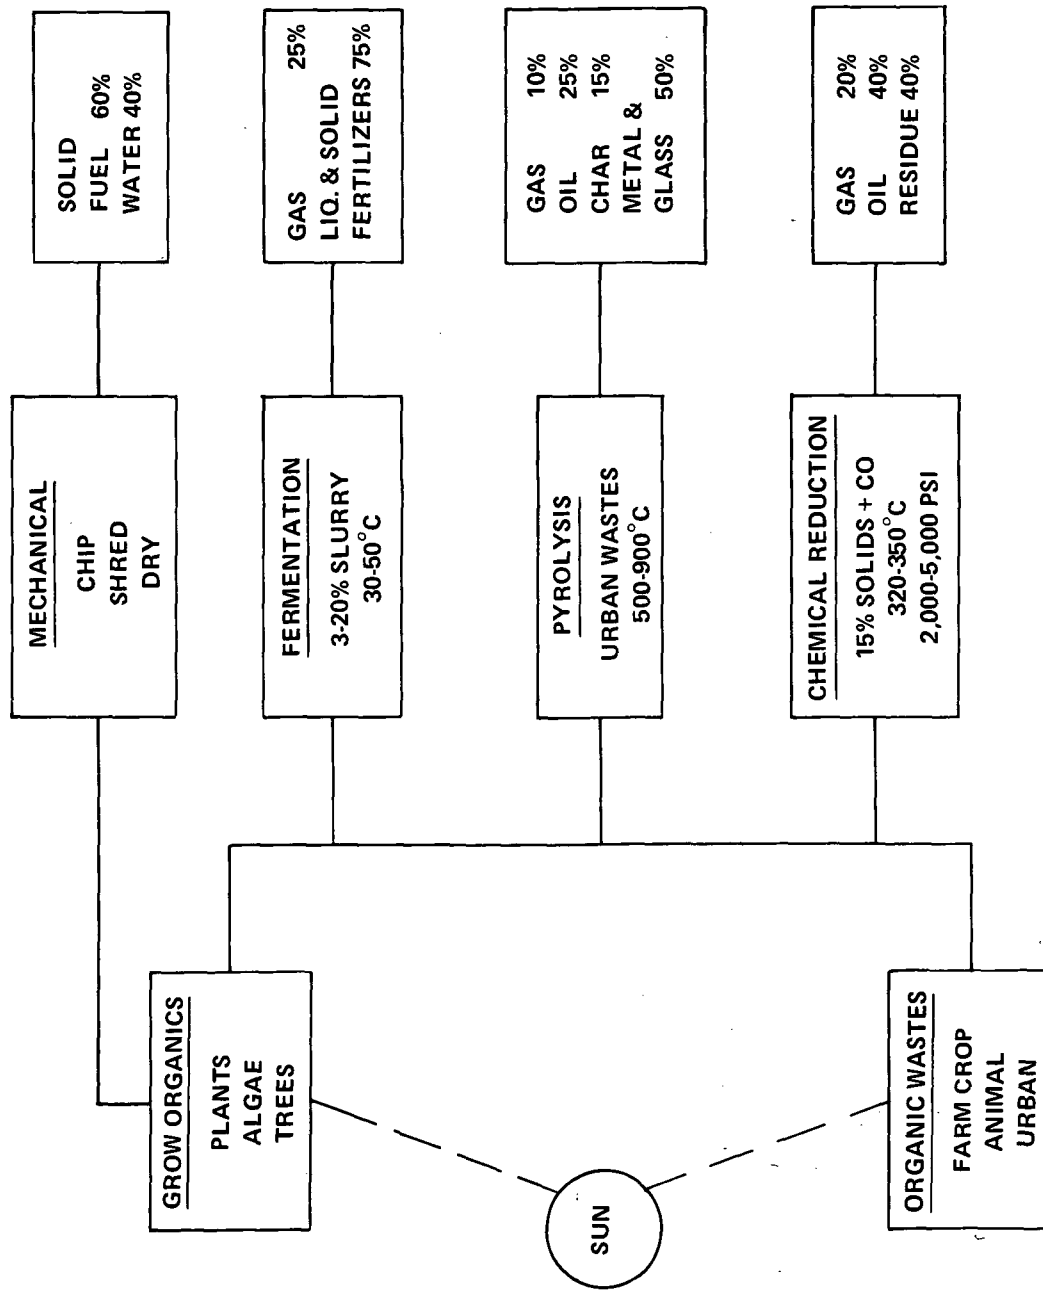 SUN
GROW ORGANICS
PLANTS
ALGAE
TREES
ORGANIC WASTES
FARM CROP
ANIMAL
URBAN
MECHANICAL
CHIP
SHRED
DRY
FERMENTATION
3-20% SLURRY
30-50°C
PYROLYSIS
URBAN WASTES
500-900°C
CHEMICAL REDUCTION
15% SOLIDS + CO
320-350°C
2,000-5,000 PSI
SOLID
FUEL 60%
WATER 40%
GAS 25%
LIQ. & SOLID
FERTILIZERS 75%
GAS 10%
OIL 25%
CHAR 15%
METAL &
GLASS 50%
GAS 20%
OIL 40%
RESIDUE 40%